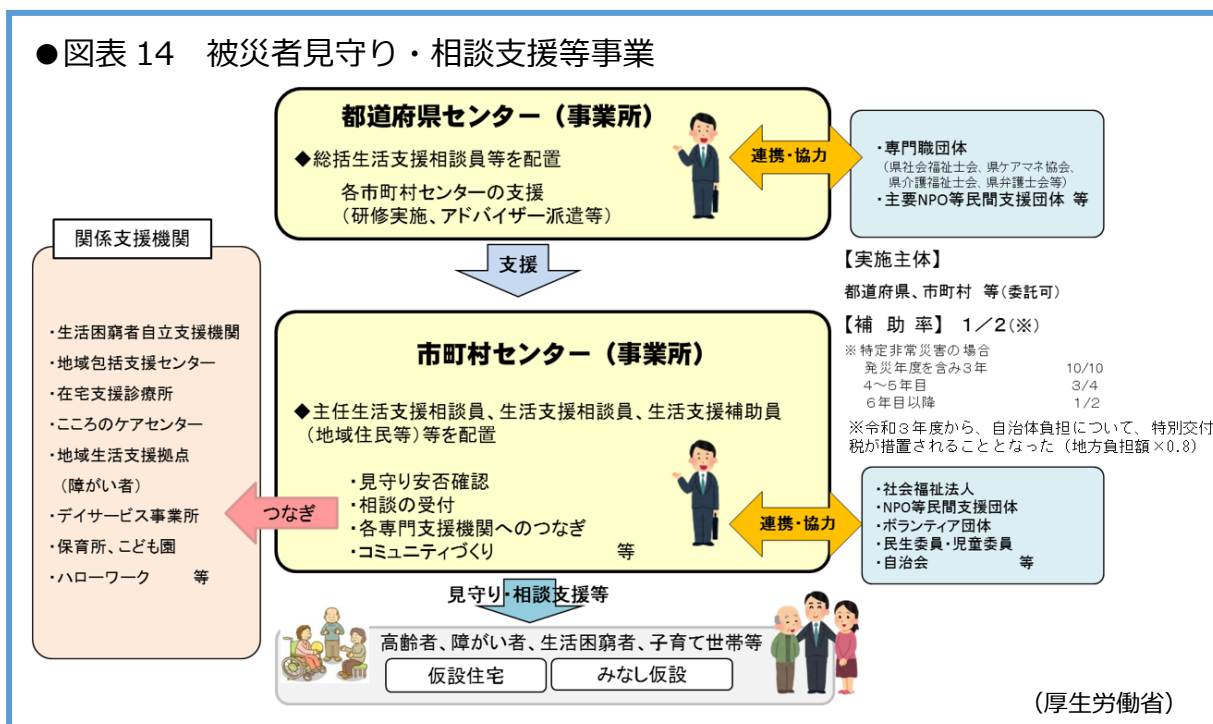 ●図表 14　被災者見守り・相談支援等事業
都道府県センター（事業所）
◆総括生活支援相談員等を配置
各市町村センターの支援
（研修実施、アドバイザー派遣等）
連携・協力
・専門職団体
（県社会福祉士会、県ケアマネ協会、
県介護福祉士会、県弁護士会等）
・主要NPO等民間支援団体 等
支援
関係支援機関
・生活困窮者自立支援機関
・地域包括支援センター
・在宅支援診療所
・こころのケアセンター
・地域生活支援拠点
（障がい者）
・デイサービス事業所
・保育所、こども園
・ハローワーク　　等
【実施主体】
都道府県、市町村 等（委託可）
【補 助 率】 1／2（※）
※特定非常災害の場合
発災年度を含み3年　10/10
4～5年目　3/4
6年目以降　1/2
※令和3年度から、自治体負担について、特別交付
税が措置されることとなった（地方負担額×0.8）
市町村センター（事業所）
◆主任生活支援相談員、生活支援相談員、生活支援補助員
（地域住民等）等を配置
・見守り安否確認
・相談の受付
・各専門支援機関へのつなぎ
・コミュニティづくり　　等
つなぎ
連携・協力
・社会福祉法人
・NPO等民間支援団体
・ボランティア団体
・民生委員・児童委員
・自治会　　等
見守り・相談支援等
高齢者、障がい者、生活困窮者、子育て世帯等
仮設住宅
みなし仮設
（厚生労働省）